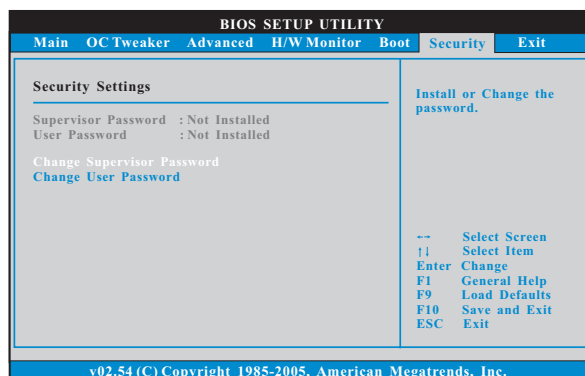 BIOS SETUP UTILITY
Main OC Tweaker Advanced H/W Monitor Boot Security Exit
Security Settings
Supervisor Password : Not Installed
User Password : Not Installed
Change Supervisor Password
Change User Password
Install or Change the
password.
←→ Select Screen
↑↓ Select Item
Enter Change
F1 General Help
F9 Load Defaults
F10 Save and Exit
ESC Exit
v02.54 (C) Copyright 1985-2005, American Megatrends, Inc.